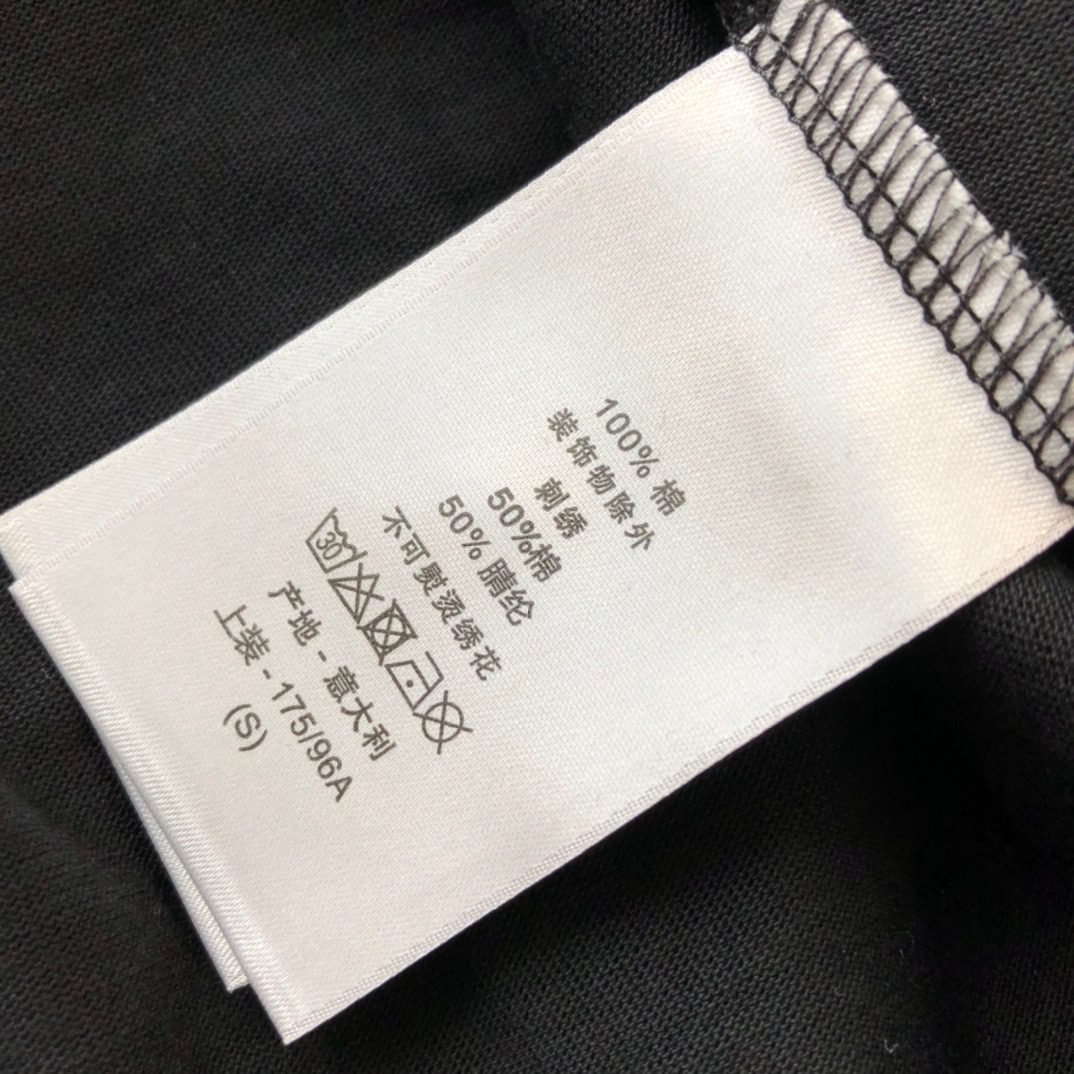 100% 棉
装饰物除外
刺绣
50%棉
50% 腈纶
不可熨烫绣花
30
产地 - 意大利
上装 - 175/96A
(S)